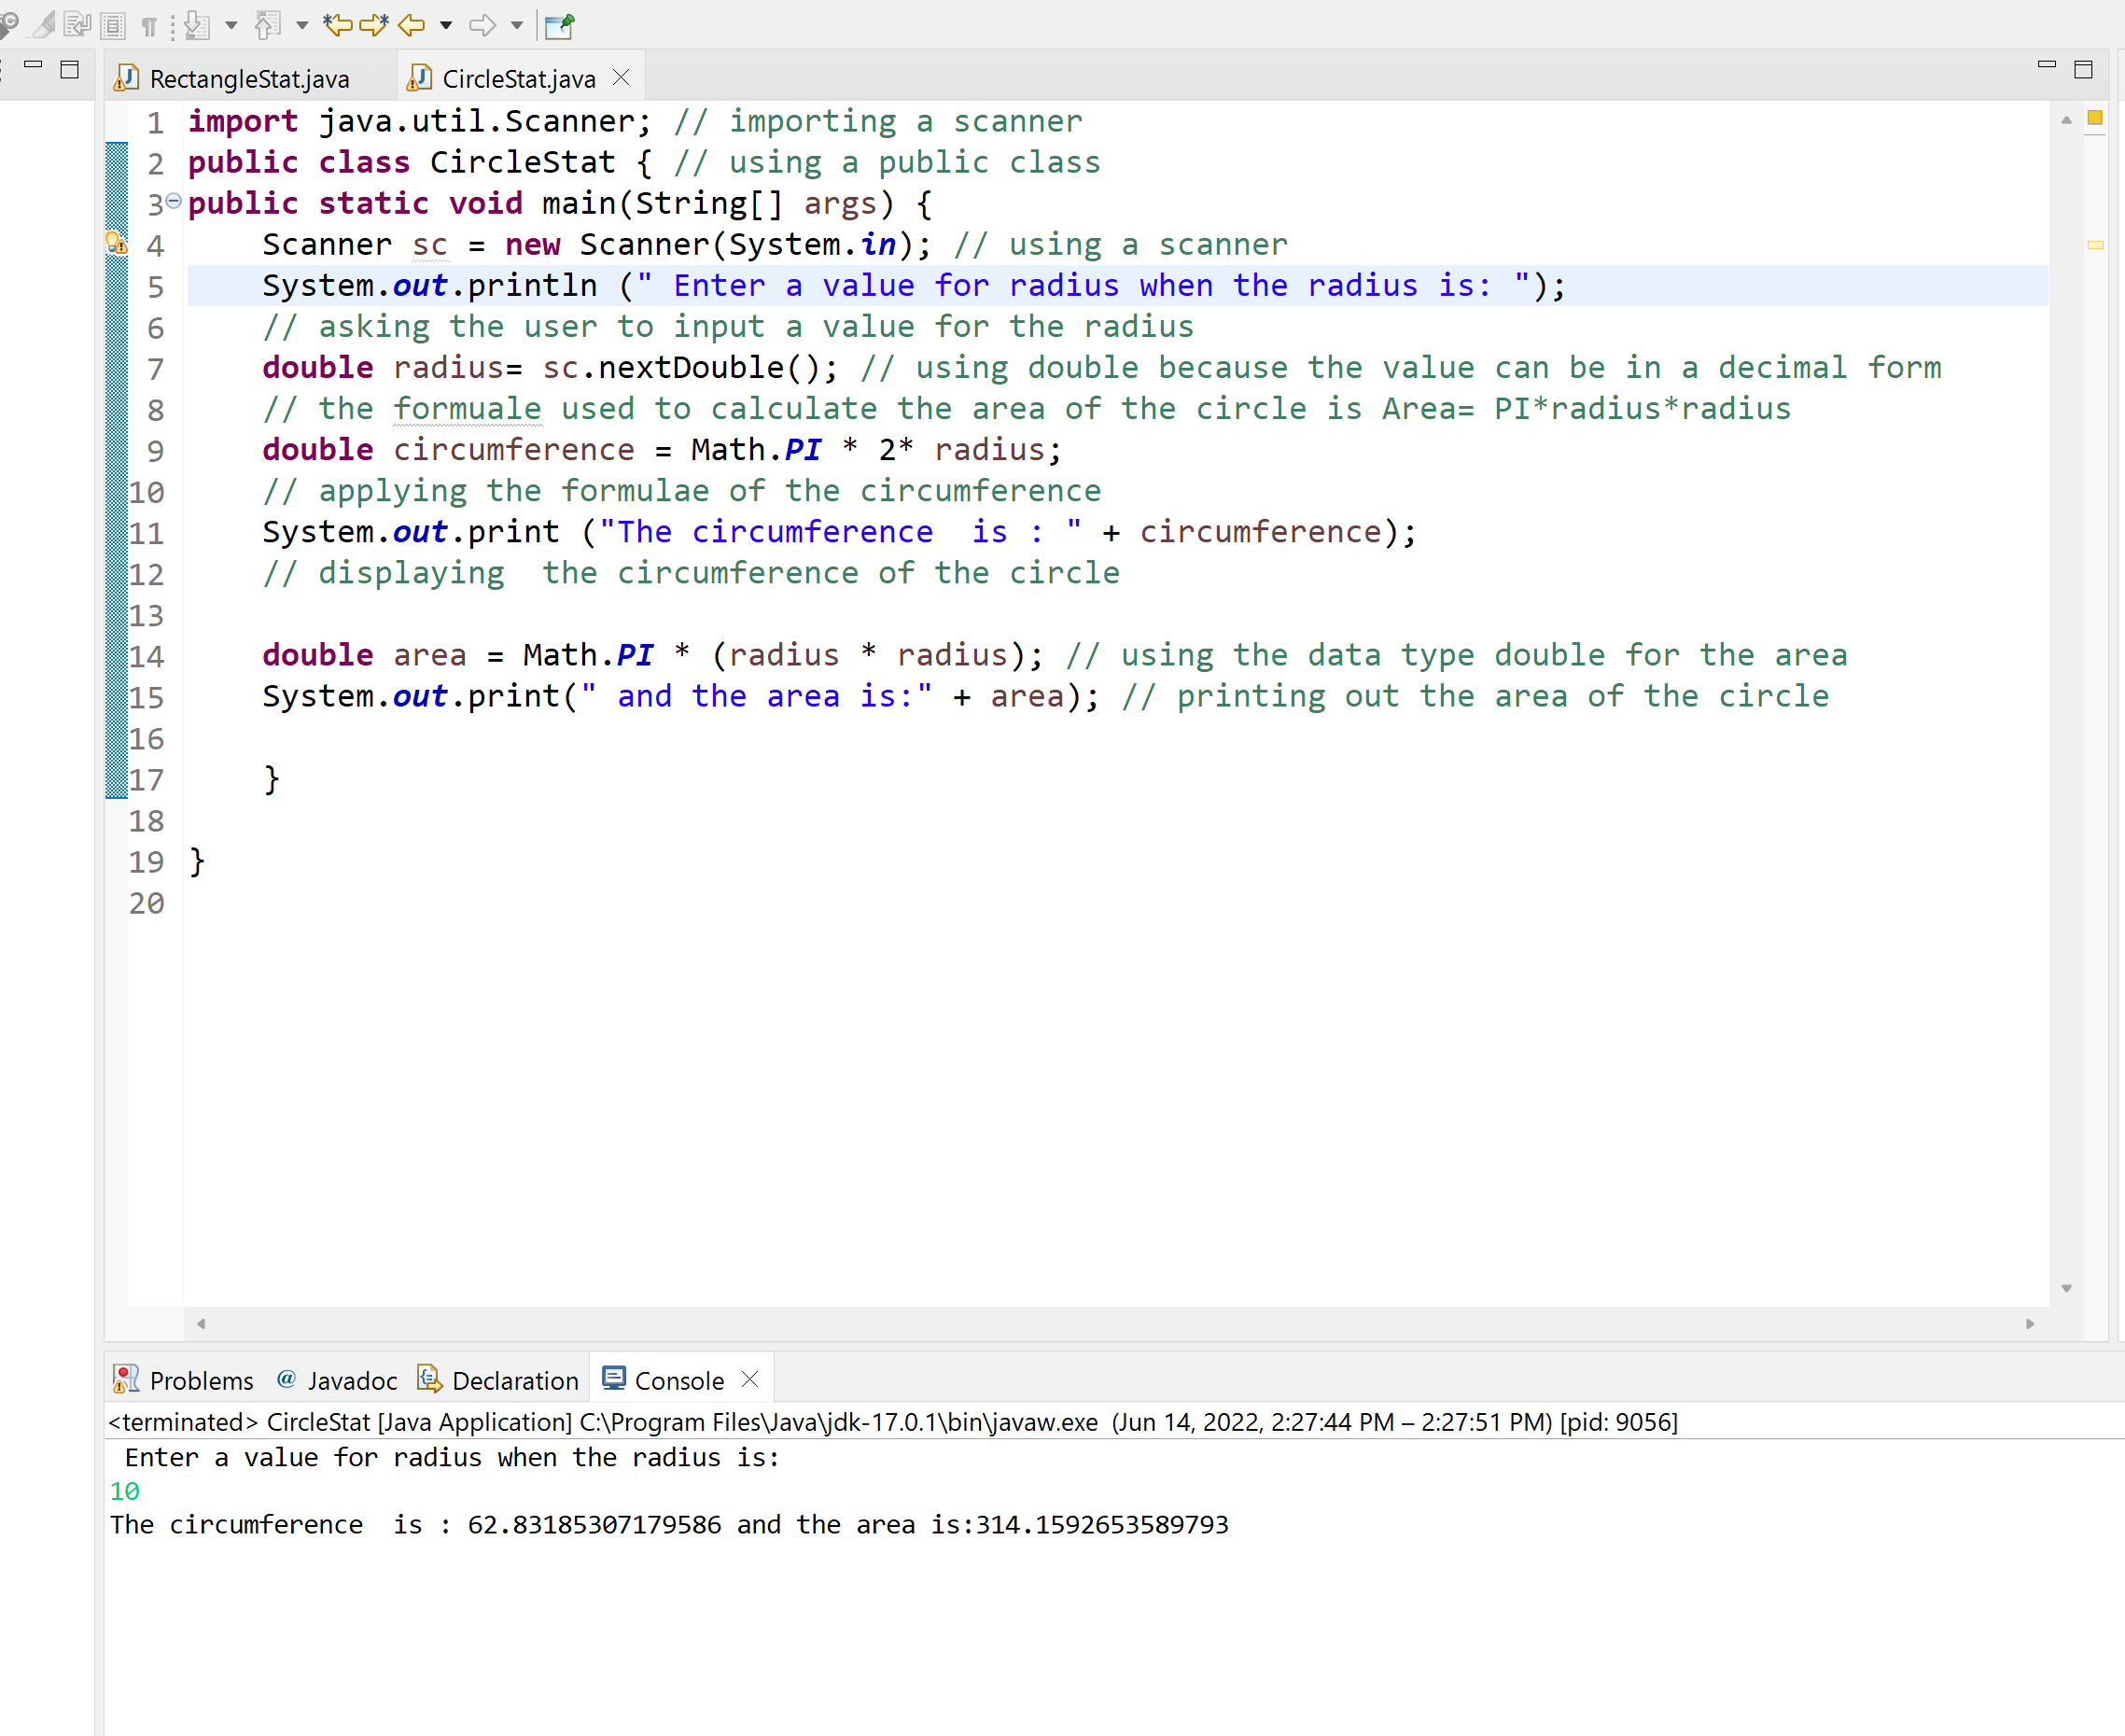 RectangleStat.java CircleStat.java
1 import java.util.Scanner; // importing a scanner
2 public class CircleStat { // using a public class
3 public static void main(String[] args) {
4     Scanner sc = new Scanner(System.in); // using a scanner
5     System.out.println (" Enter a value for radius when the radius is: ");
6     // asking the user to input a value for the radius
7     double radius= sc.nextDouble(); // using double because the value can be in a decimal form
8     // the formuale used to calculate the area of the circle is Area= PI*radius*radius
9     double circumference = Math.PI * 2* radius;
10     // applying the formulae of the circumference
11     System.out.print ("The circumference  is : " + circumference);
12     // displaying  the circumference of the circle
13
14     double area = Math.PI * (radius * radius); // using the data type double for the area
15     System.out.print(" and the area is:" + area); // printing out the area of the circle
16
17     }
18
19 }
20
Problems @ Javadoc Declaration Console
<terminated> CircleStat [Java Application] C:\Program Files\Java\jdk-17.0.1\bin\javaw.exe  (Jun 14, 2022, 2:27:44 PM – 2:27:51 PM) [pid: 9056]
 Enter a value for radius when the radius is:
10
The circumference  is : 62.83185307179586 and the area is:314.1592653589793